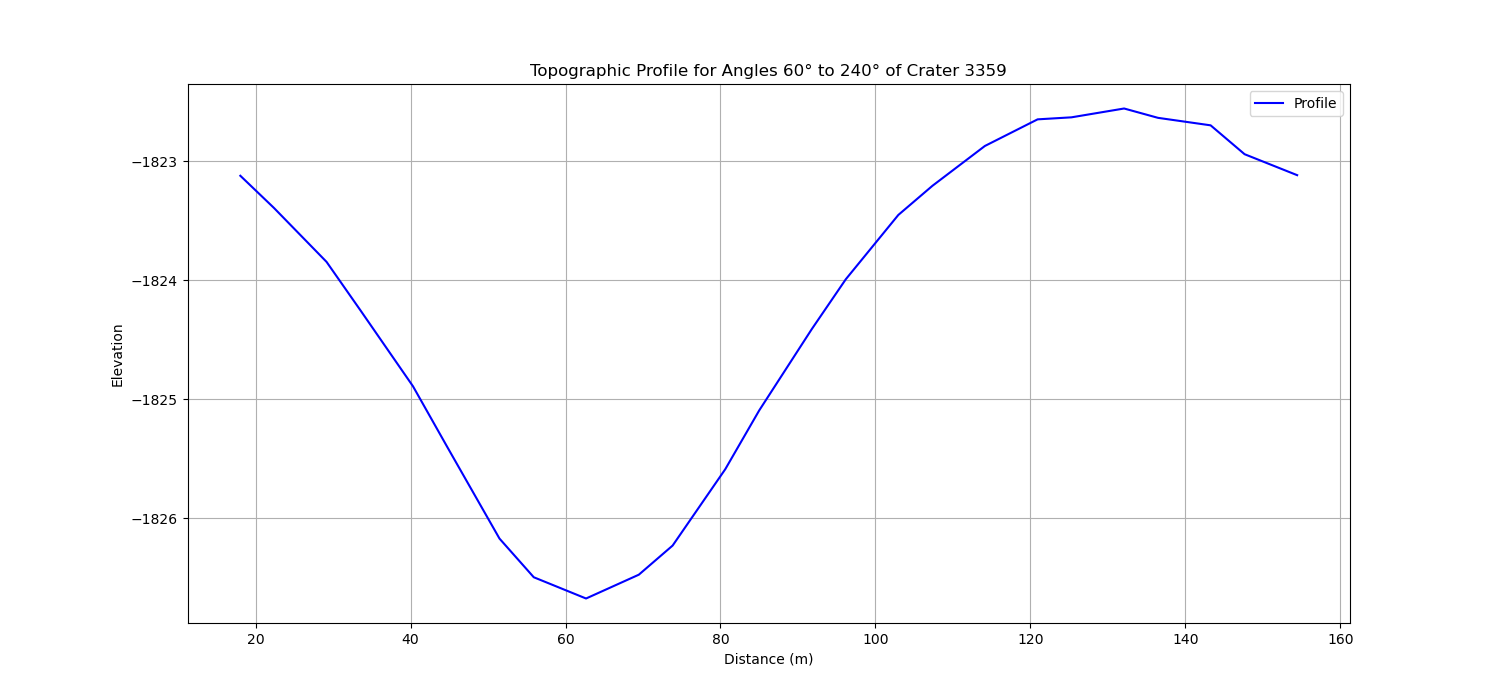 Topographic Profile for Angles 60° to 240° of Crater 3359
Profile
−1823
−1824
−1825
−1826
Elevation
20 40 60 80 100 120 140 160
Distance (m)